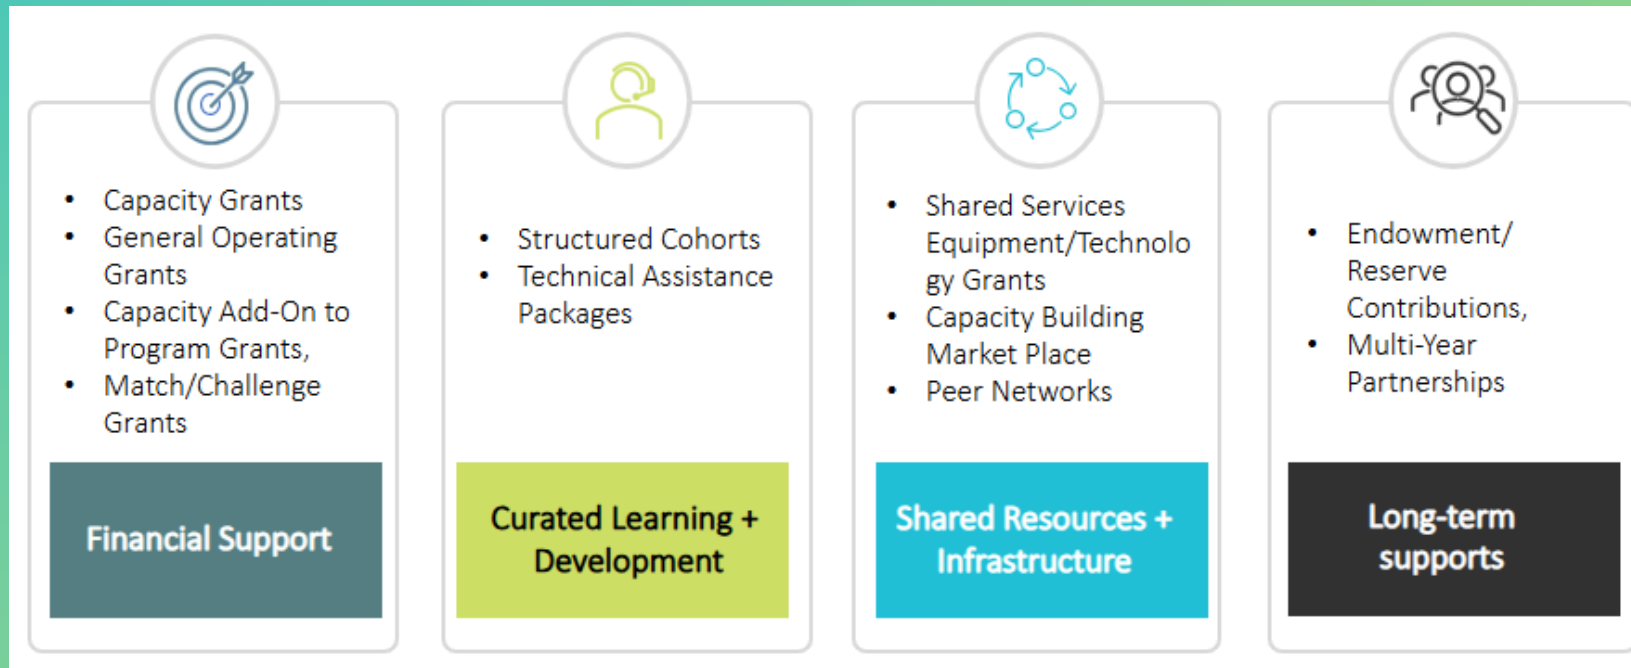 • Capacity Grants
• General Operating
Grants
• Capacity Add-On to
Program Grants,
• Match/Challenge
Grants
Financial Support
• Structured Cohorts
• Technical Assistance
Packages
Curated Learning +
Development
• Shared Services
Equipment/Technolo
gy Grants
• Capacity Building
Market Place
• Peer Networks
Shared Resources +
Infrastructure
• Endowment/
Reserve
Contributions,
• Multi-Year
Partnerships
Long-term
supports